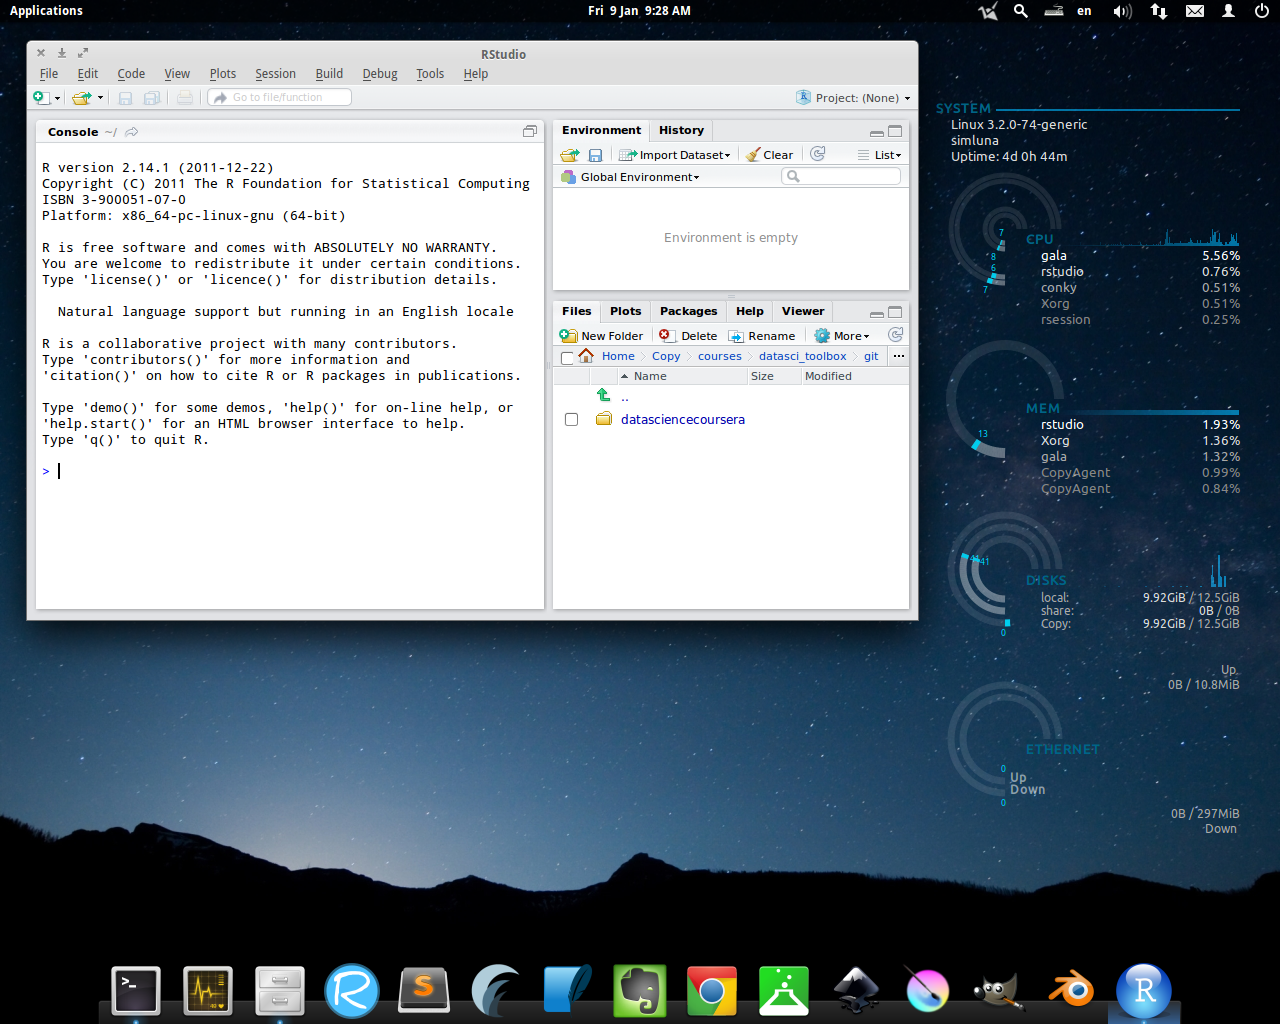 Applications
Fri 9 Jan 9:28 AM
en
RStudio
File Edit Code View Plots Session Build Debug Tools Help
Go to file/function
Project: (None)
Console ~/
R version 2.14.1 (2011-12-22)
Copyright (C) 2011 The R Foundation for Statistical Computing
ISBN 3-900051-07-0
Platform: x86_64-pc-linux-gnu (64-bit)
R is free software and comes with ABSOLUTELY NO WARRANTY.
You are welcome to redistribute it under certain conditions.
Type 'license()' or 'licence()' for distribution details.
Natural language support but running in an English locale
R is a collaborative project with many contributors.
Type 'contributors()' for more information and
'citation()' on how to cite R or R packages in publications.
Type 'demo()' for some demos, 'help()' for on-line help, or
'help.start()' for an HTML browser interface to help.
Type 'q()' to quit R.
>
Environment History
Import Dataset Clear List
Global Environment
Environment is empty
Files Plots Packages Help Viewer
New Folder Delete Rename More
Home Copy courses datasci_toolbox git ...
Name Size Modified
..
datasciencecoursera
SYSTEM
Linux 3.2.0-74-generic
simluna
Uptime: 4d 0h 44m
7
8
6
7
CPU
gala 5.56%
rstudio 0.76%
conky 0.51%
Xorg 0.51%
rsession 0.25%
13
MEM
rstudio 1.93%
Xorg 1.36%
gala 1.32%
CopyAgent 0.99%
CopyAgent 0.84%
41
0
DISKS
local: 9.92GiB / 12.5GiB
share: 0B / 0B
Copy: 9.92GiB / 12.5GiB
Up
0B / 10.8MiB
ETHERNET
0
Up
Down
0
0B / 297MiB
Down
>_
R
S
R